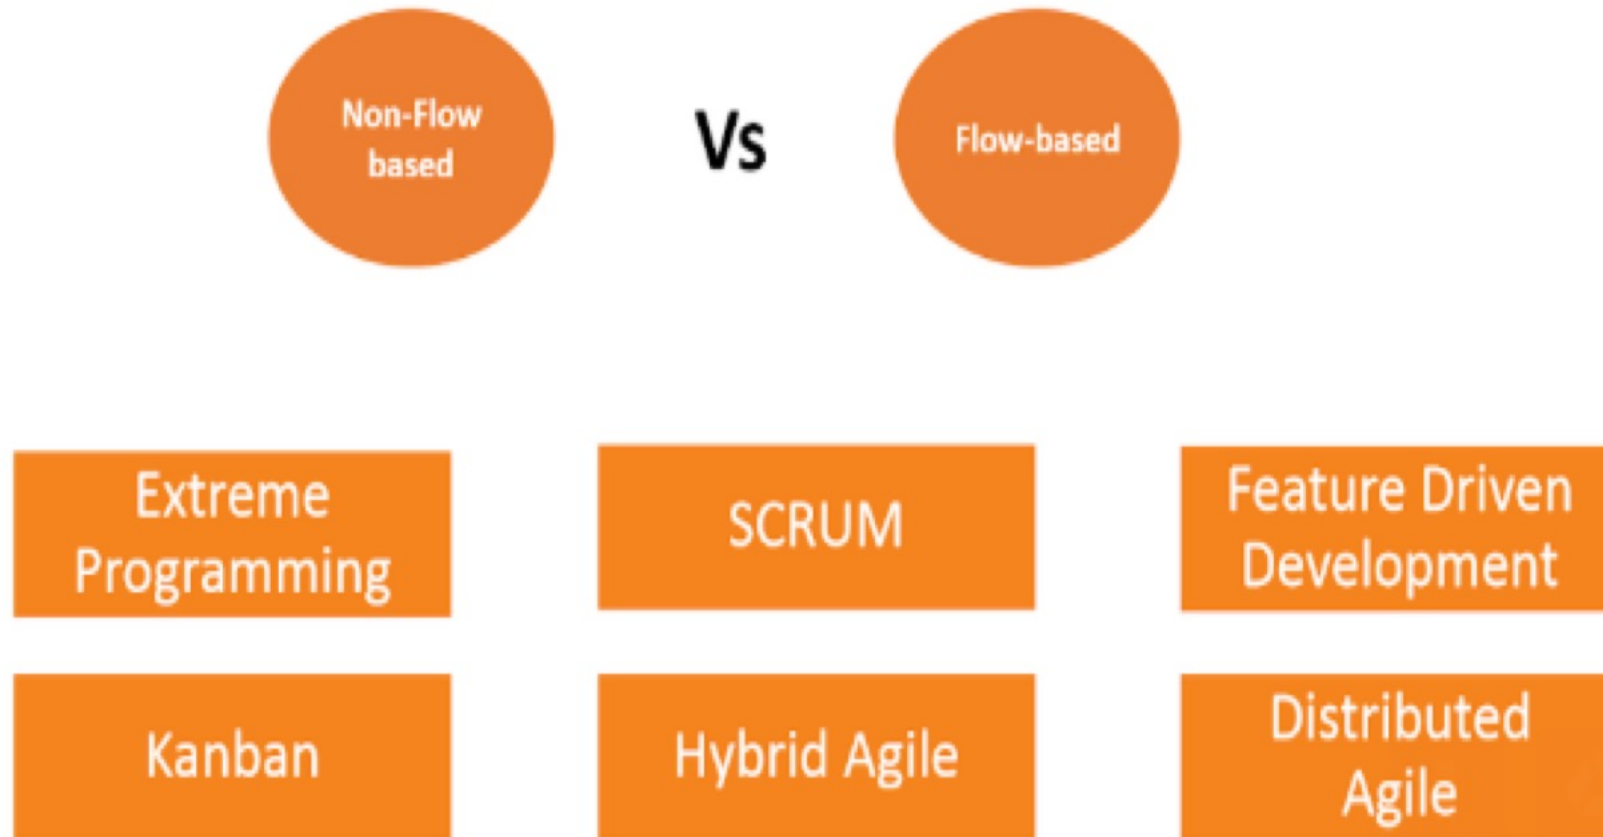 Non-Flow
based
Vs
Flow-based
Extreme
Programming
SCRUM
Feature Driven
Development
Kanban
Hybrid Agile
Distributed
Agile